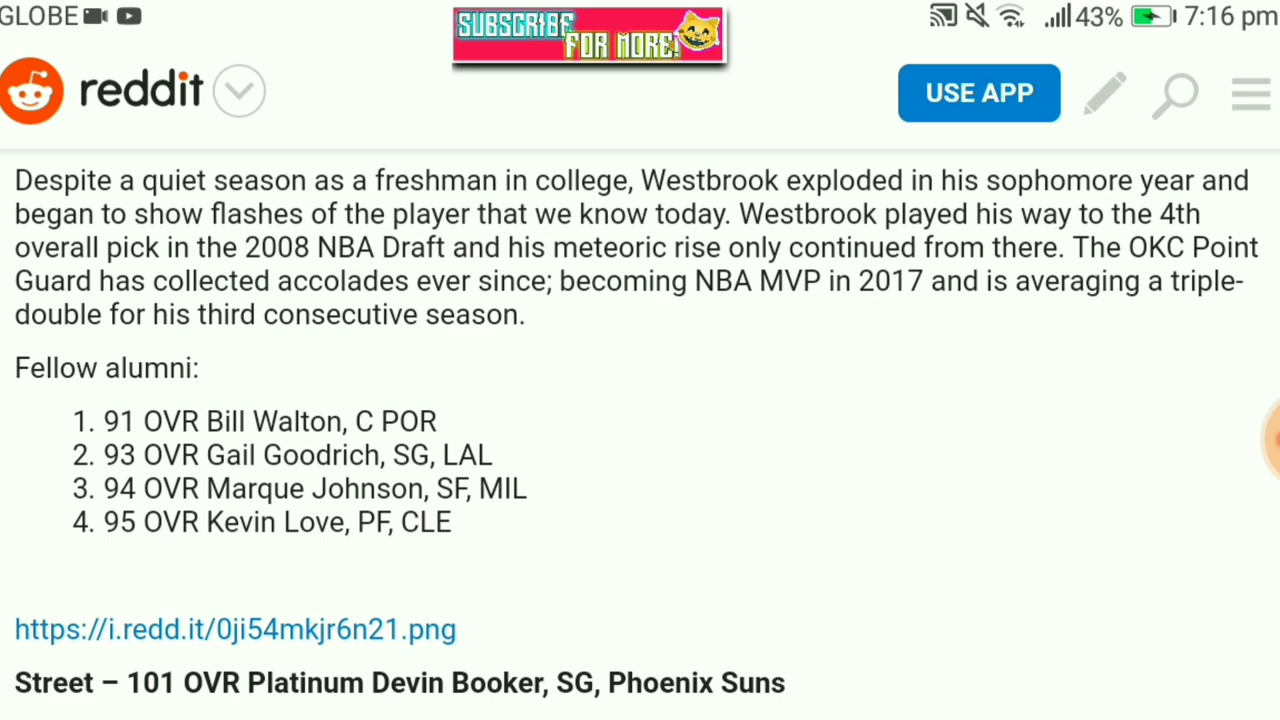 GLOBE 43% 7:16 pm
SUBSCRIBE
FOR MORE!
reddit USE APP
Despite a quiet season as a freshman in college, Westbrook exploded in his sophomore year and
began to show flashes of the player that we know today. Westbrook played his way to the 4th
overall pick in the 2008 NBA Draft and his meteoric rise only continued from there. The OKC Point
Guard has collected accolades ever since; becoming NBA MVP in 2017 and is averaging a triple-
double for his third consecutive season.
Fellow alumni:
1. 91 OVR Bill Walton, C POR
2. 93 OVR Gail Goodrich, SG, LAL
3. 94 OVR Marque Johnson, SF, MIL
4. 95 OVR Kevin Love, PF, CLE
https://i.redd.it/0ji54mkjr6n21.png
Street – 101 OVR Platinum Devin Booker, SG, Phoenix Suns